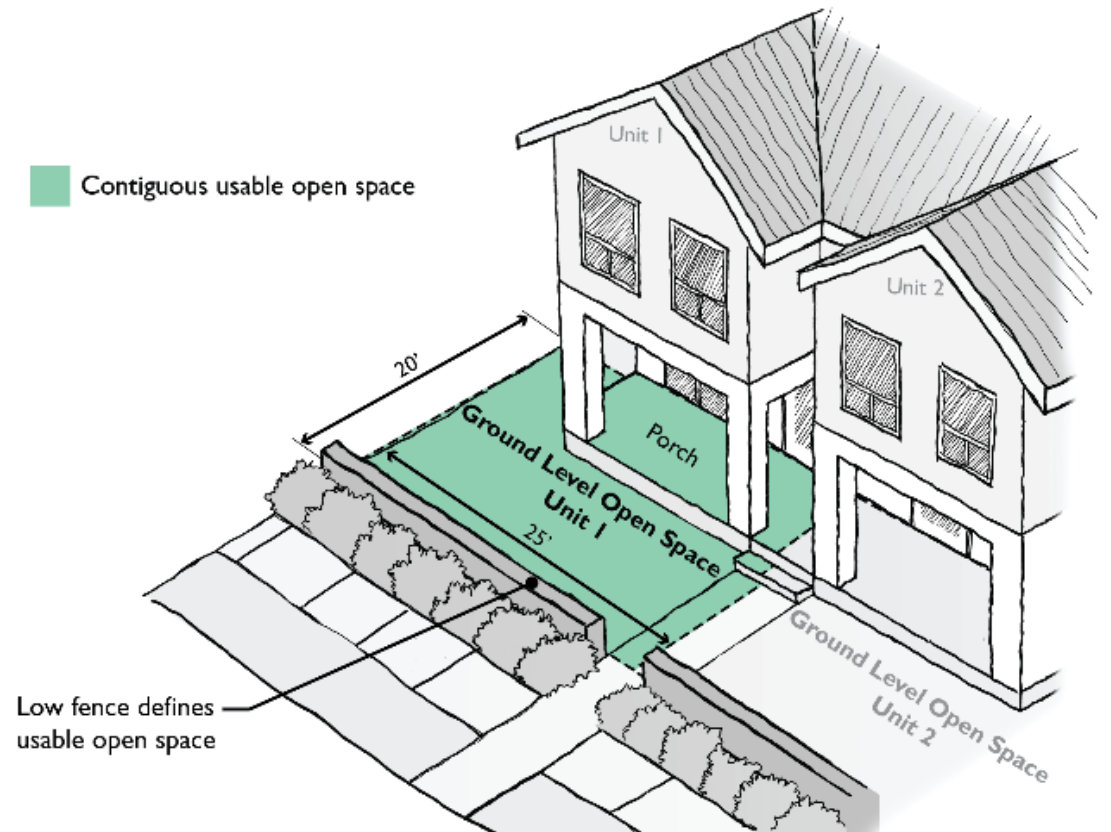 Unit 1
Contiguous usable open space
Unit 2
20'
Porch
Ground Level Open Space
Unit 1
25'
Ground Level Open Space
Unit 2
Low fence defines
usable open space